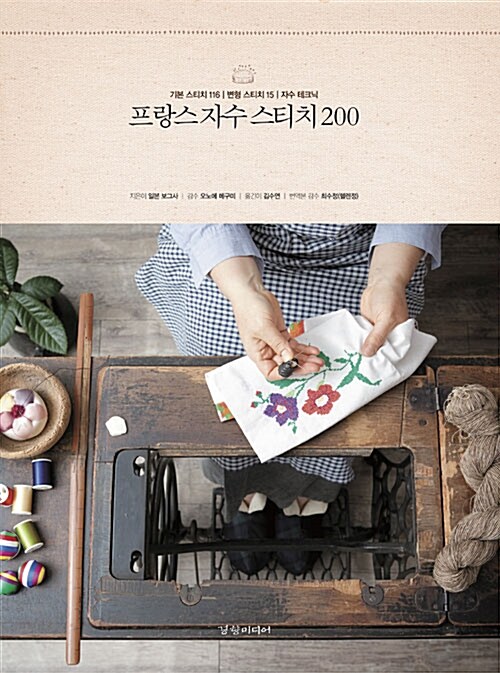 기본 스티치 116 | 변형 스티치 15 | 자수 테크닉
프랑스 자수 스티치 200
지은이 일본 보그사 | 감수 오노에 메구미 | 옮긴이 김수연 | 번역본 감수 최수정(헬렌정)
경향미디어